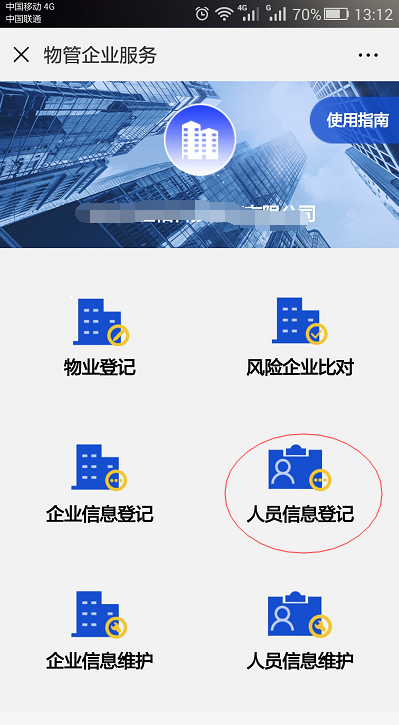 中国移动 4G
中国联通
4G G 70% 13:12
物管企业服务
使用指南
有限公司
物业登记 风险企业比对
企业信息登记 人员信息登记
企业信息维护 人员信息维护